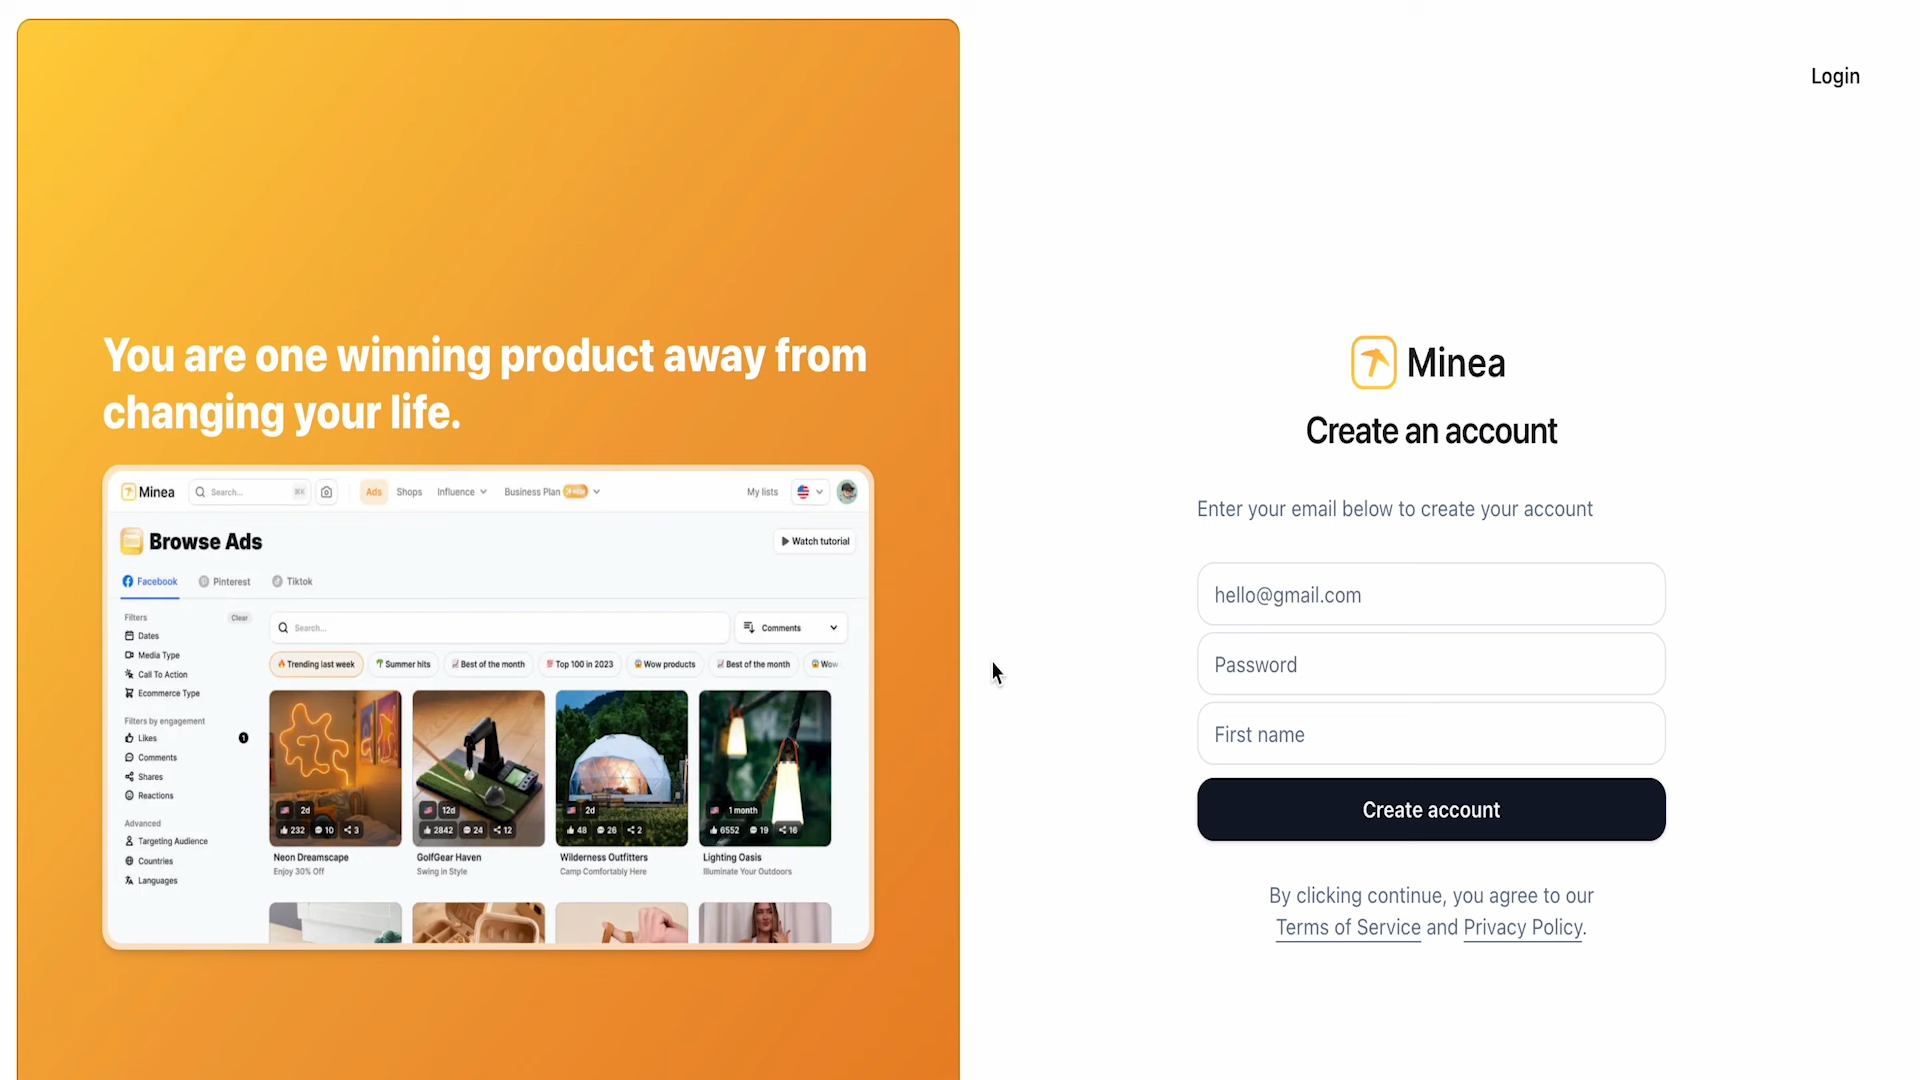 Login
You are one winning product away from
changing your life.
Minea
Search...
⌘K
Ads
Shops
Influence
Business Plan
My lists
Browse Ads
Watch tutorial
Facebook
Pinterest
Tiktok
Filters
Clear
Dates
Media Type
Call To Action
Ecommerce Type
Filters by engagement
Likes
1
Comments
Shares
Reactions
Advanced
Targeting Audience
Countries
Languages
Search...
Comments
Trending last week
Summer hits
Best of the month
Top 100 in 2023
Wow products
Best of the month
Wow
2d
232 10 3
Neon Dreamscape
Enjoy 30% Off
12d
2842 24 12
GolfGear Haven
Swing in Style
2d
48 26 2
Wilderness Outfitters
Camp Comfortably Here
1 month
6552 19 16
Lighting Oasis
Illuminate Your Outdoors
Minea
Create an account
Enter your email below to create your account
hello@gmail.com
Password
First name
Create account
By clicking continue, you agree to our
Terms of Service and Privacy Policy.